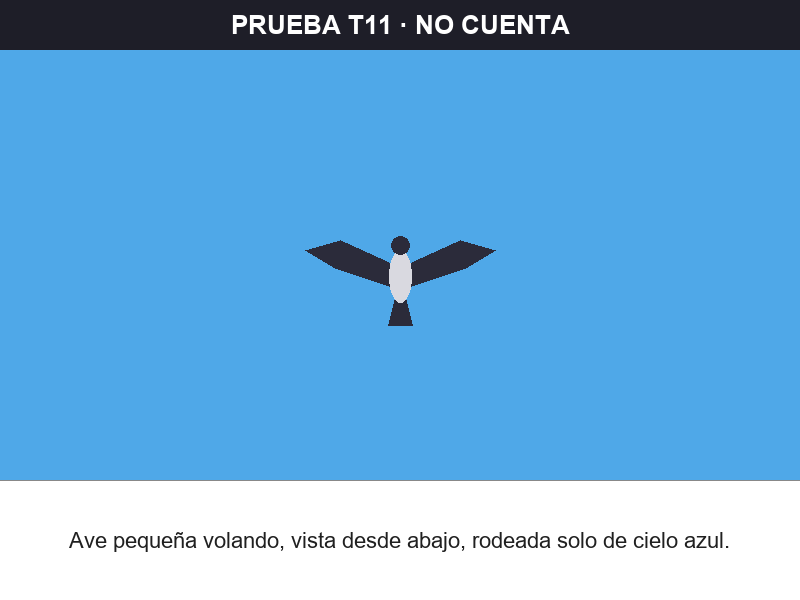 PRUEBA T11 · NO CUENTA
Ave pequeña volando, vista desde abajo, rodeada solo de cielo azul.